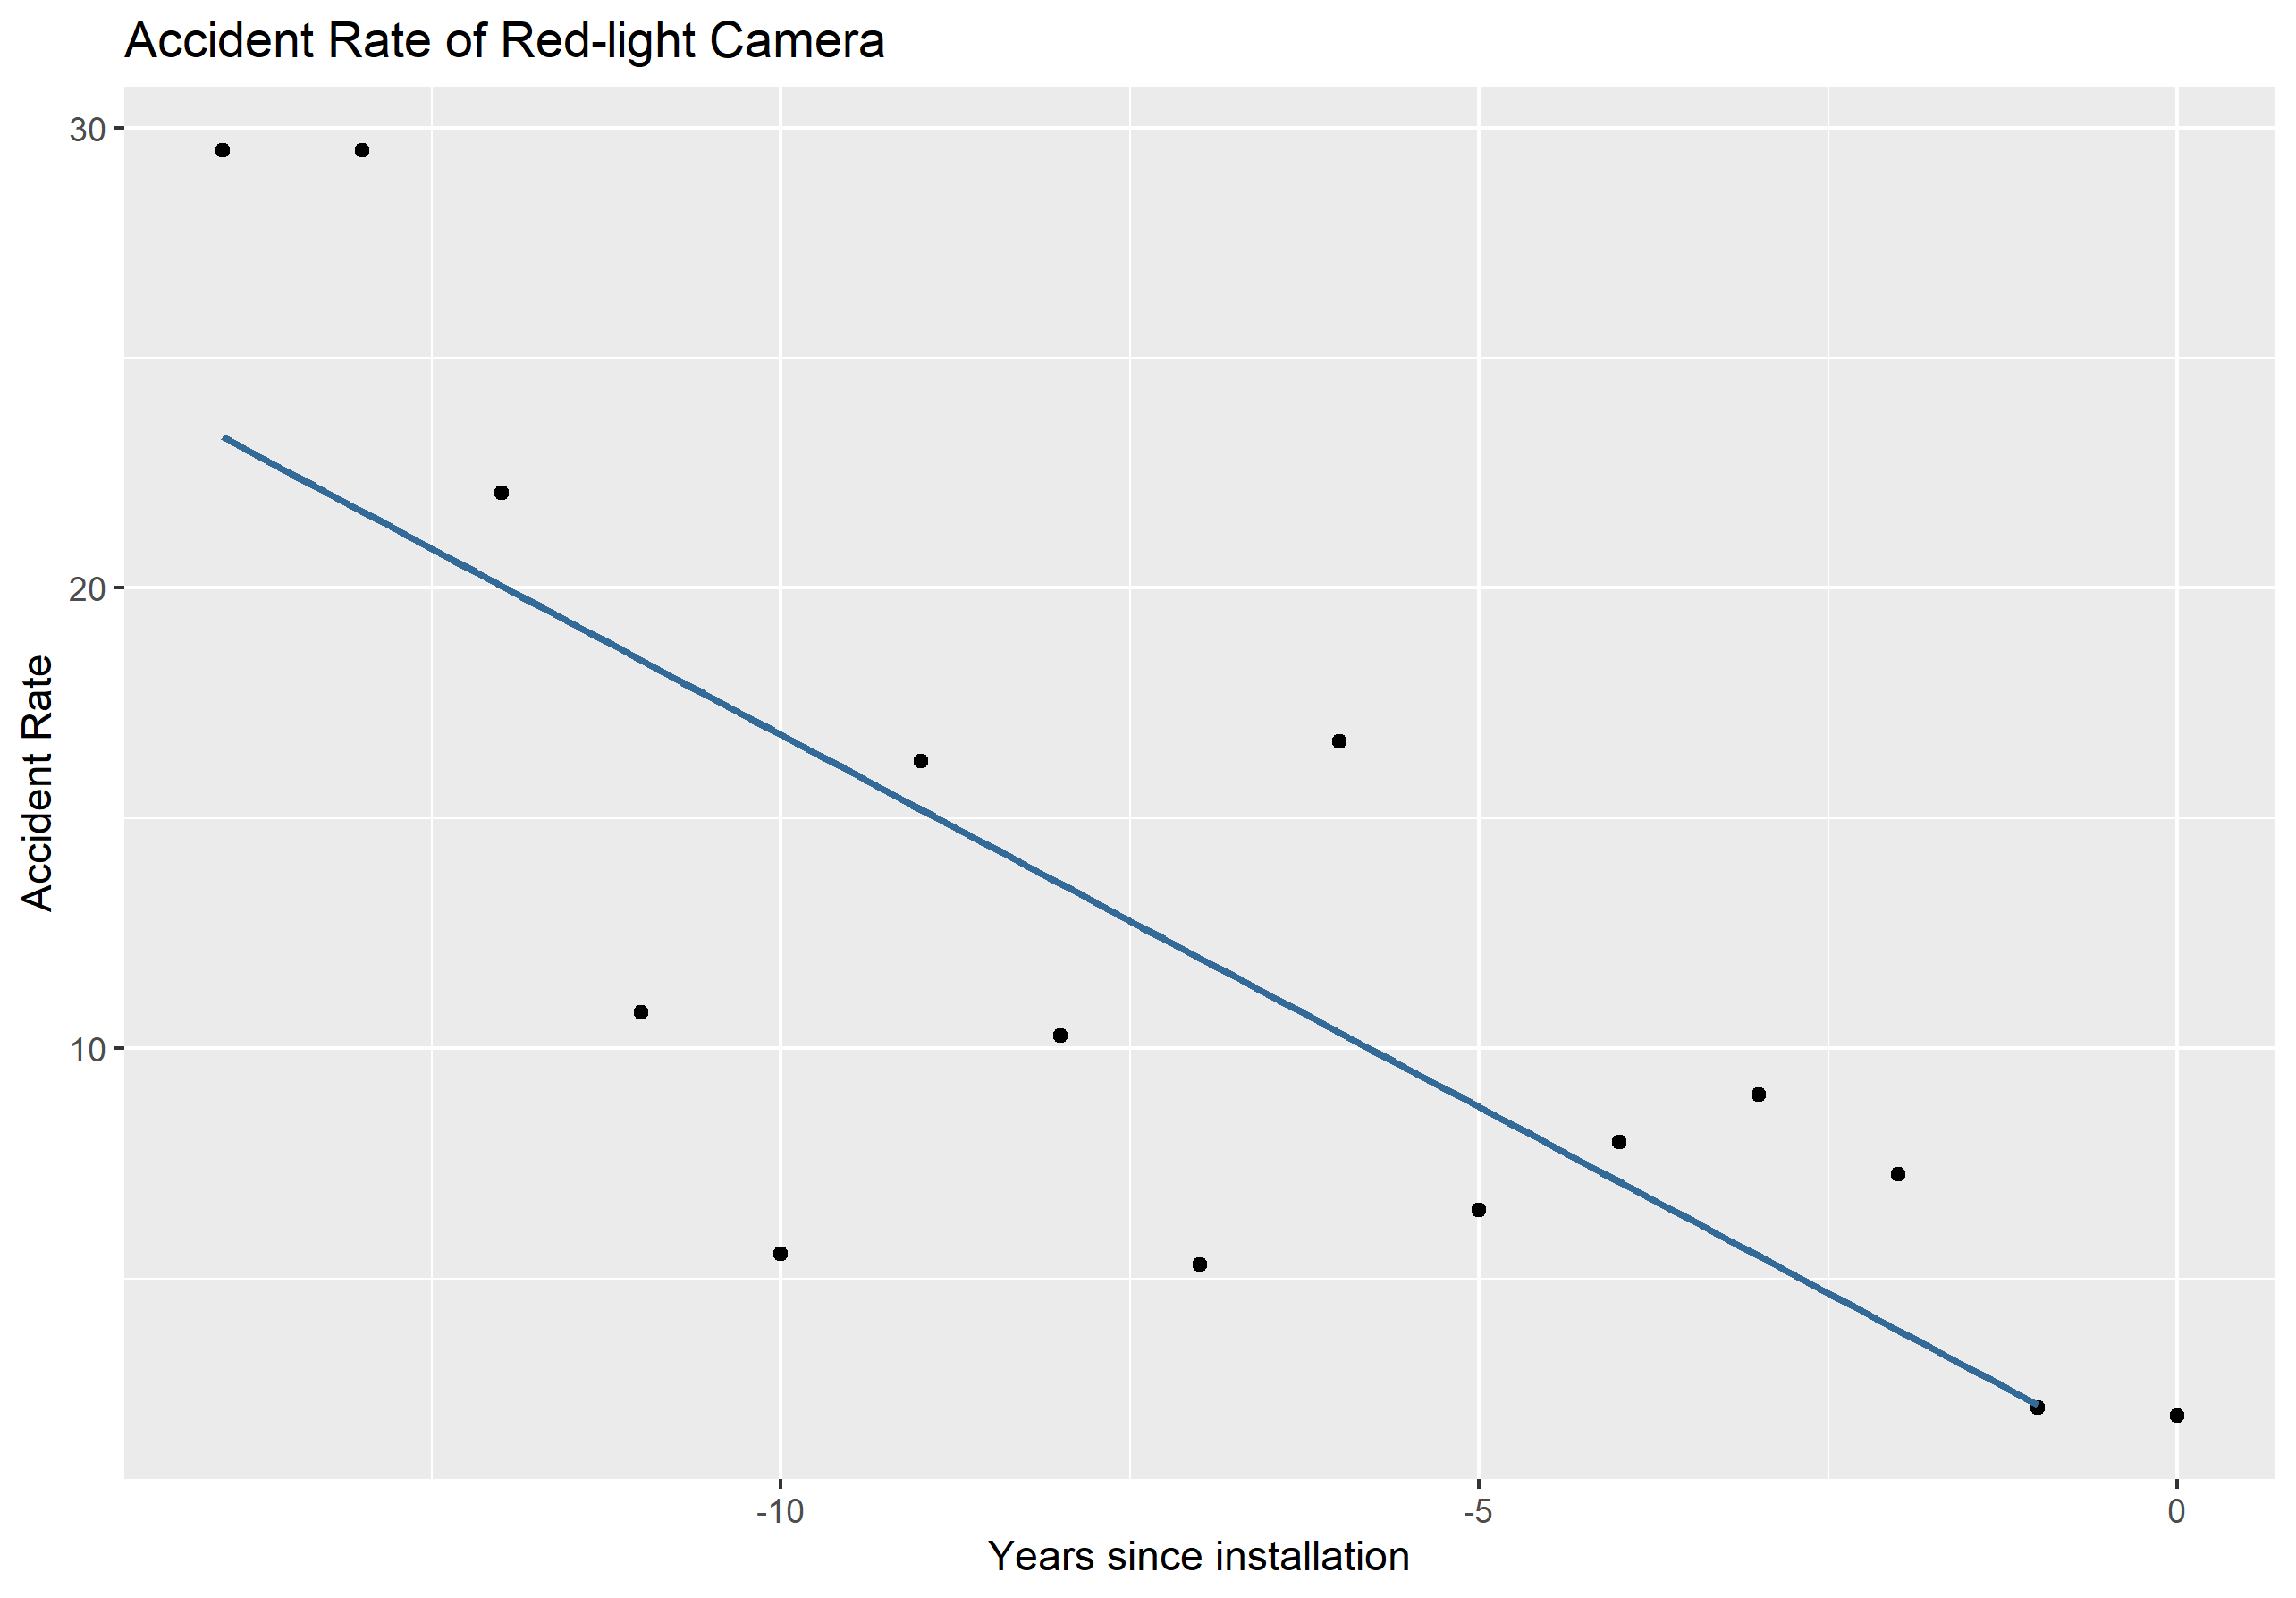 Accident Rate of Red-light Camera
30
20
10
Accident Rate
-10
-5
0
Years since installation